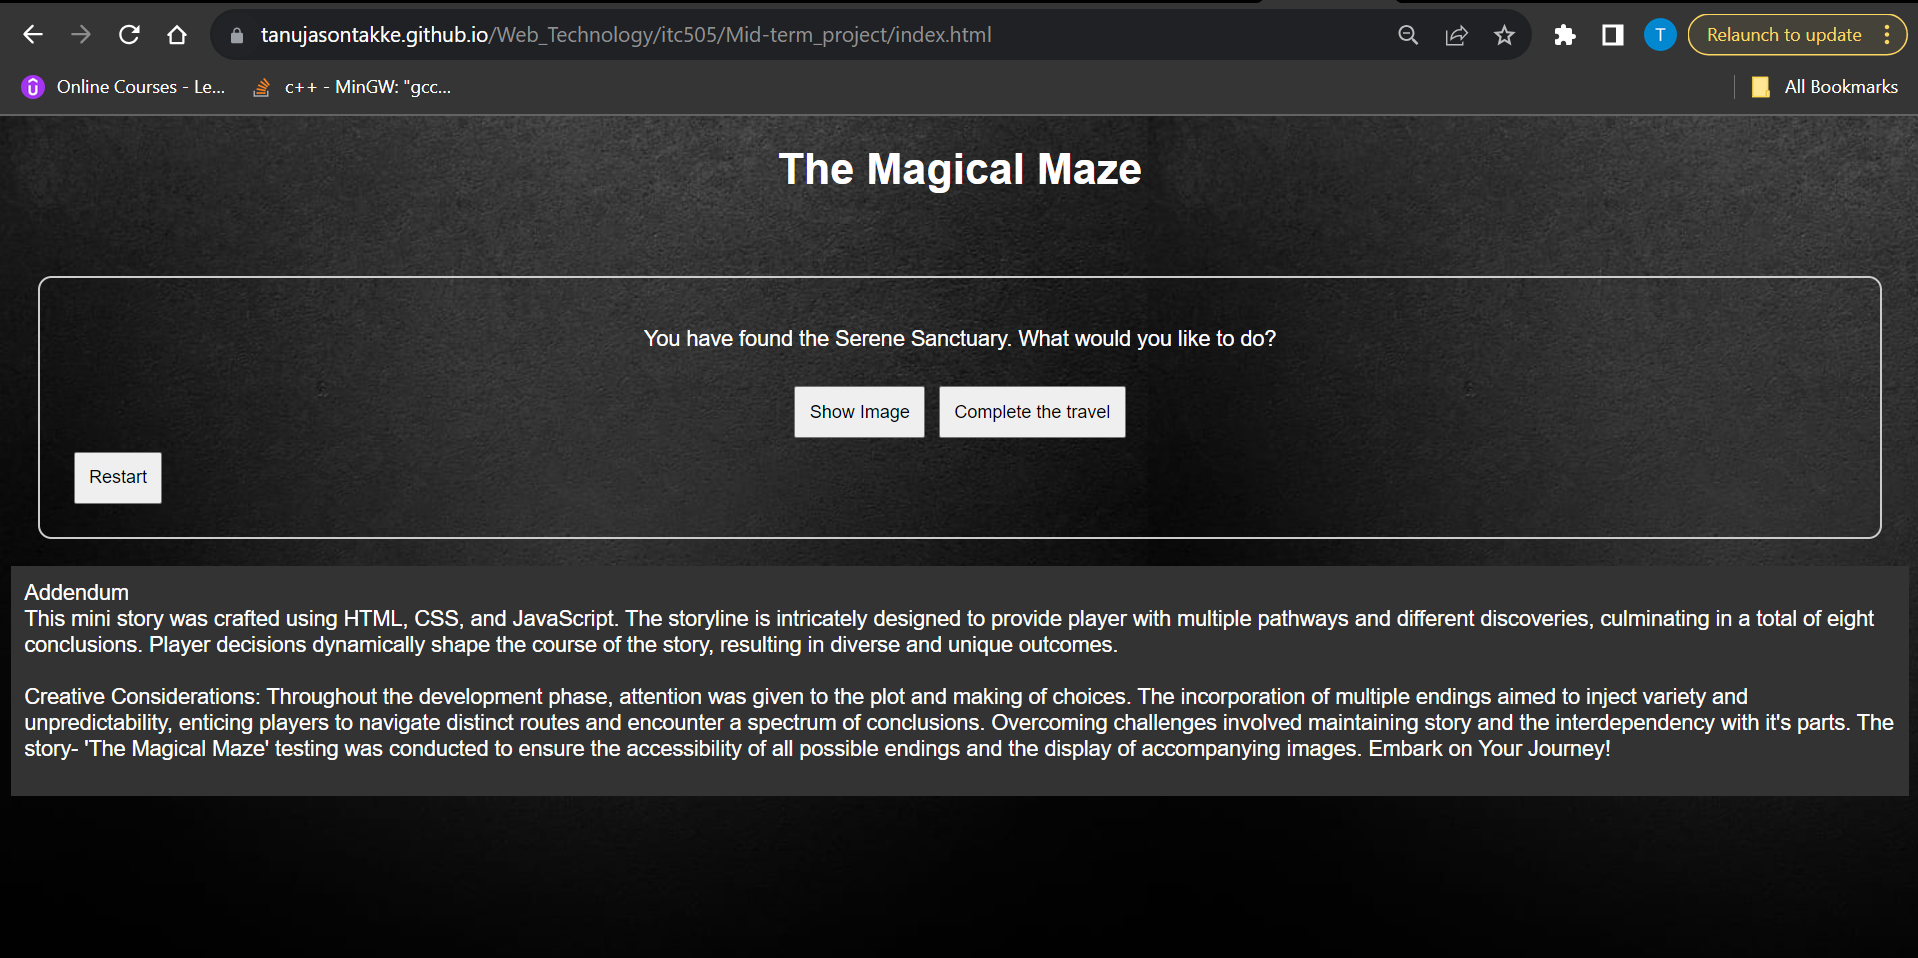 tanujasontakke.github.io/Web_Technology/itc505/Mid-term_project/index.html
T
Relaunch to update
Online Courses - Le...
c++ - MinGW: "gcc...
All Bookmarks
The Magical Maze
You have found the Serene Sanctuary. What would you like to do?
Show Image
Complete the travel
Restart
Addendum
This mini story was crafted using HTML, CSS, and JavaScript. The storyline is intricately designed to provide player with multiple pathways and different discoveries, culminating in a total of eight
conclusions. Player decisions dynamically shape the course of the story, resulting in diverse and unique outcomes.
Creative Considerations: Throughout the development phase, attention was given to the plot and making of choices. The incorporation of multiple endings aimed to inject variety and
unpredictability, enticing players to navigate distinct routes and encounter a spectrum of conclusions. Overcoming challenges involved maintaining story and the interdependency with it's parts. The
story- 'The Magical Maze' testing was conducted to ensure the accessibility of all possible endings and the display of accompanying images. Embark on Your Journey!